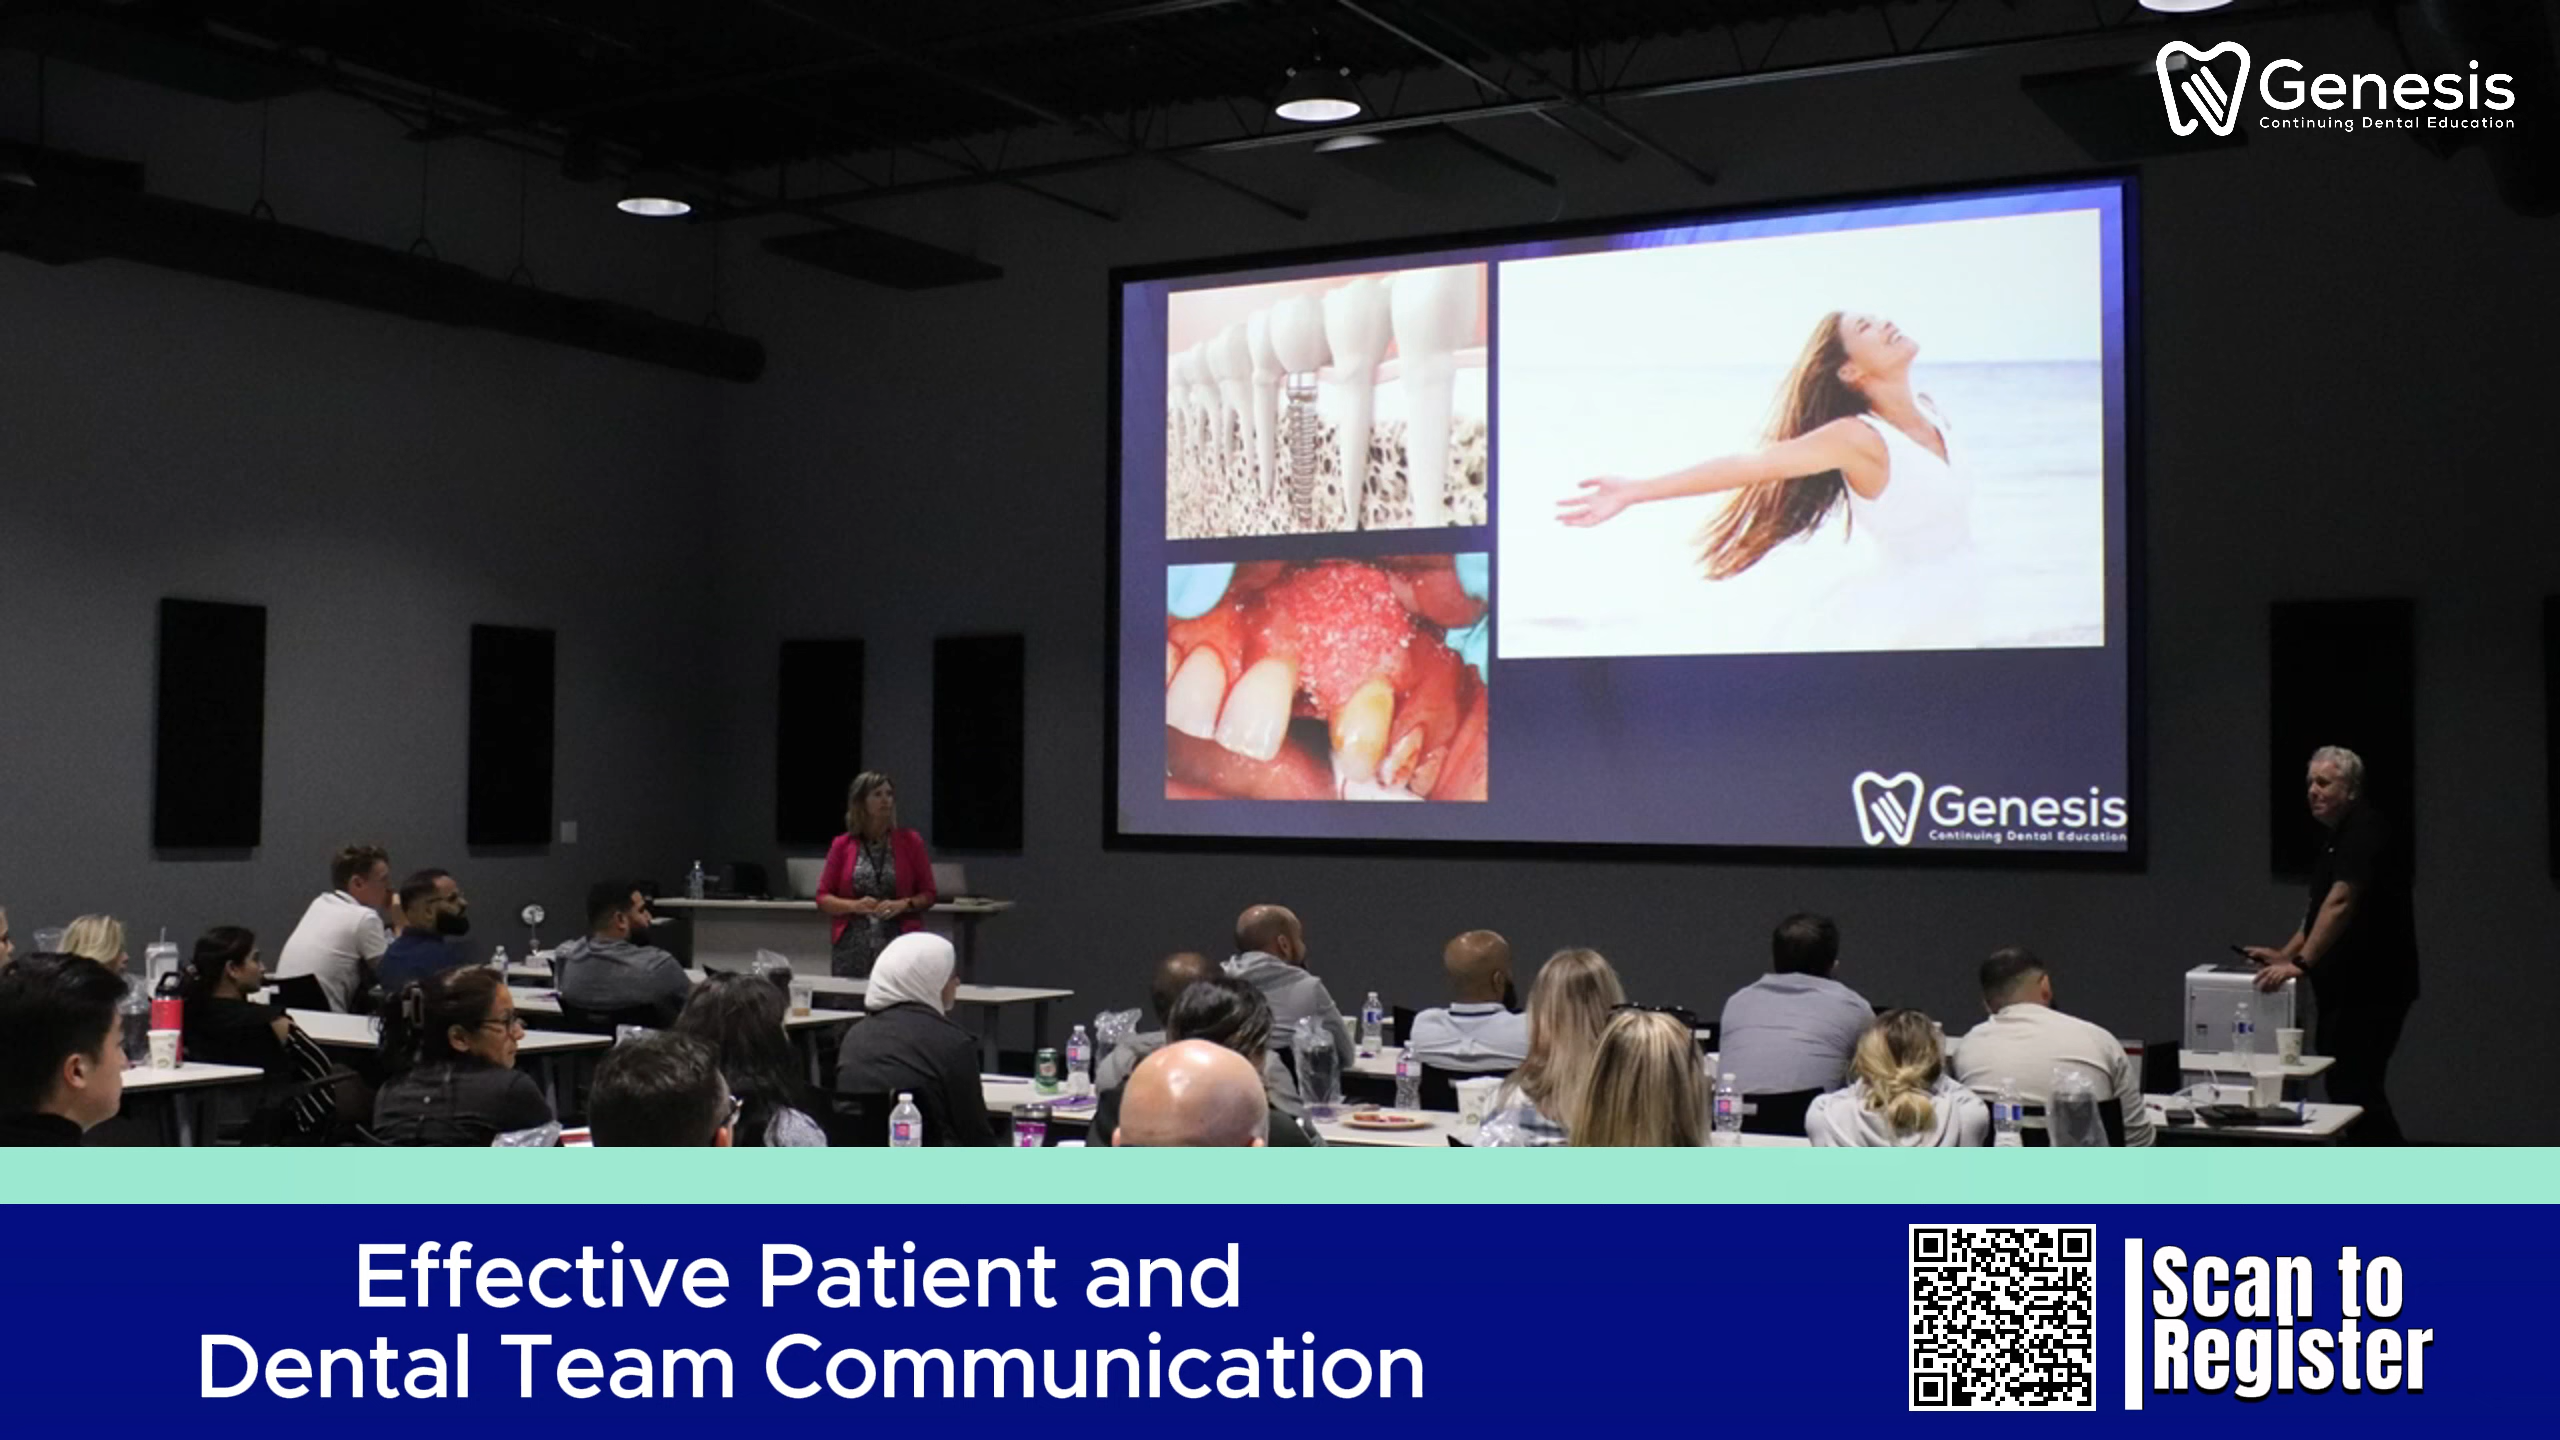 Genesis
Continuing Dental Education
Genesis
Continuing Dental Education
Effective Patient and
Dental Team Communication
Scan to
Register